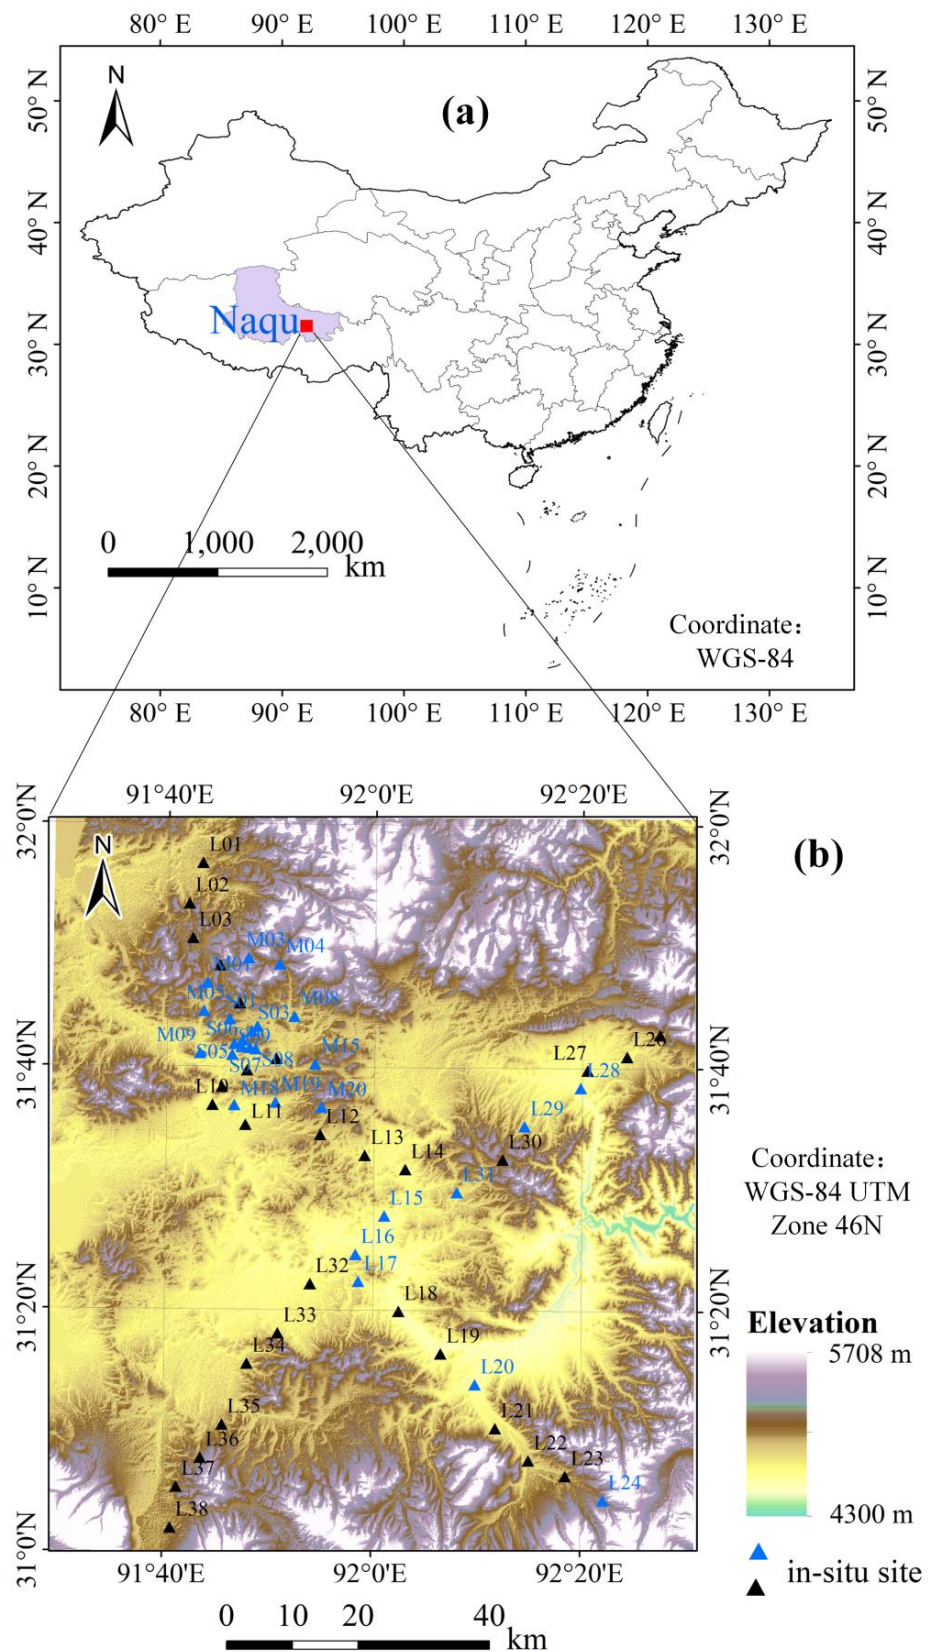 80° E 90° E 100° E 110° E 120° E 130° E
N
(a)
50° N 50° N
40° N 40° N
Naqu
30° N 30° N
20° N 20° N
0 1,000 2,000
km
10° N 10° N
Coordinate:
WGS-84
80° E 90° E 100° E 110° E 120° E 130° E
91°40'E 92°0'E 92°20'E
32°0'N 32°0'N
N
(b)
L01
L02
L03
M03 M04
M01
M05 S01 M08
S03
M09 S06 S09
S05 S08 M15
S07
L26
L27
31°40'N 31°40'N
L28
L10 M18 M19 M20
L11 L12
L29
L13 L14 L30
L31
L15
L16
L17
Coordinate:
WGS-84 UTM
Zone 46N
L32
L18
31°20'N 31°20'N
L33
L34 L19
L20
Elevation
5708 m
4300 m
L35 L21
L36 L22
L37 L23
L24
L38
31°0'N 31°0'N
in-situ site
91°40'E 92°0'E 92°20'E
0 10 20 40
km